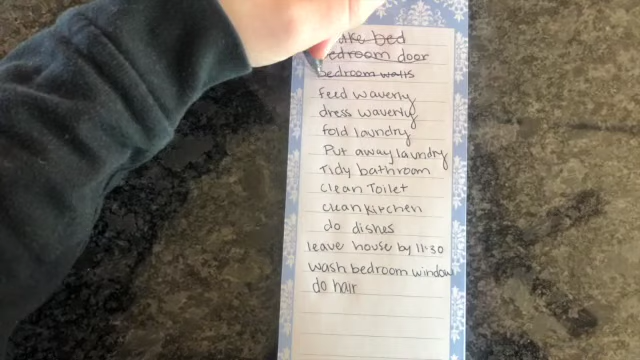 make bed
bedroom door
bedroom walls
feed waverly
dress waverly
fold laundry
Put away laundry
Tidy bathroom
clean Toilet
clean kitchen
do dishes
leave house by 11:30
wash bedroom window
do hair